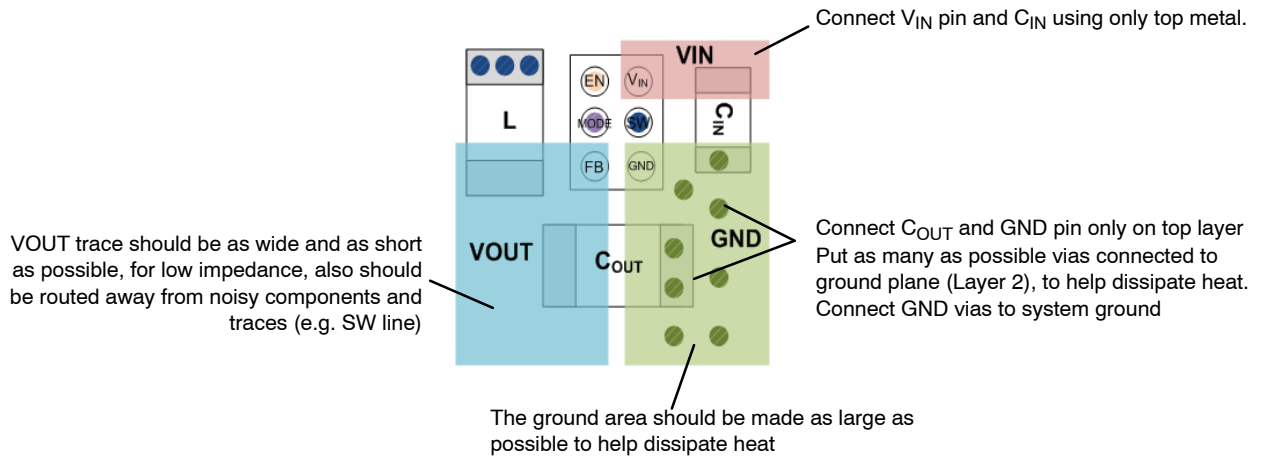 Connect VIN pin and CIN using only top metal.
VIN
EN
VIN
L
MODE
SW
CIN
FB
GND
VOUT trace should be as wide and as short
as possible, for low impedance, also should
be routed away from noisy components and
traces (e.g. SW line)
VOUT
COUT
GND
Connect COUT and GND pin only on top layer
Put as many as possible vias connected to
ground plane (Layer 2), to help dissipate heat.
Connect GND vias to system ground
The ground area should be made as large as
possible to help dissipate heat